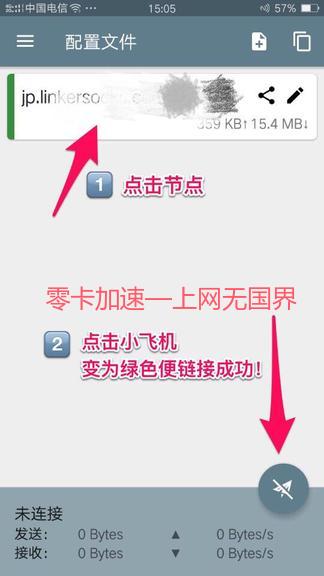 中国电信 15:05 57%
配置文件
jp.linkersoc
359 KB↑ 15.4 MB↓
1 点击节点
零卡加速—上网无国界
2 点击小飞机
变为绿色便链接成功!
未连接
发送: 0 Bytes ▲ 0 Bytes/s
接收: 0 Bytes ▼ 0 Bytes/s